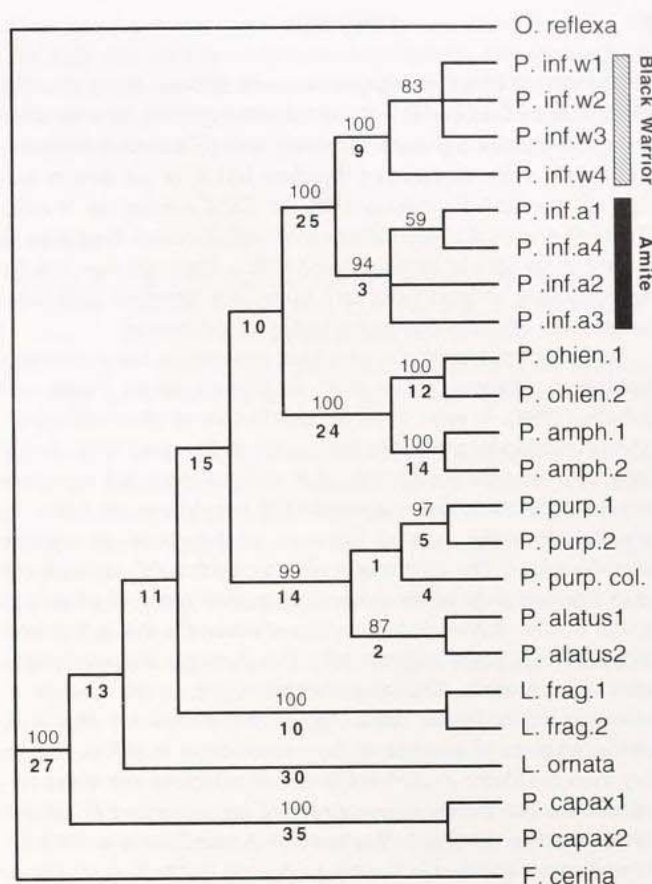 O. reflexa
P. inf.w1
83
P. inf.w2
100
9
P. inf.w3
P. inf.w4
Black Warrior
100
25
P. inf.a1
59
P. inf.a4
94
3
P. inf.a2
P .inf.a3
Amite
10
P. ohien.1
100
12
P. ohien.2
100
24
P. amph.1
100
14
P. amph.2
15
P. purp.1
97
5
P. purp.2
99
14
1
P. purp. col.
4
11
P. alatus1
87
2
P. alatus2
L. frag.1
100
10
L. frag.2
13
L. ornata
30
100
27
P. capax1
100
35
P. capax2
F. cerina